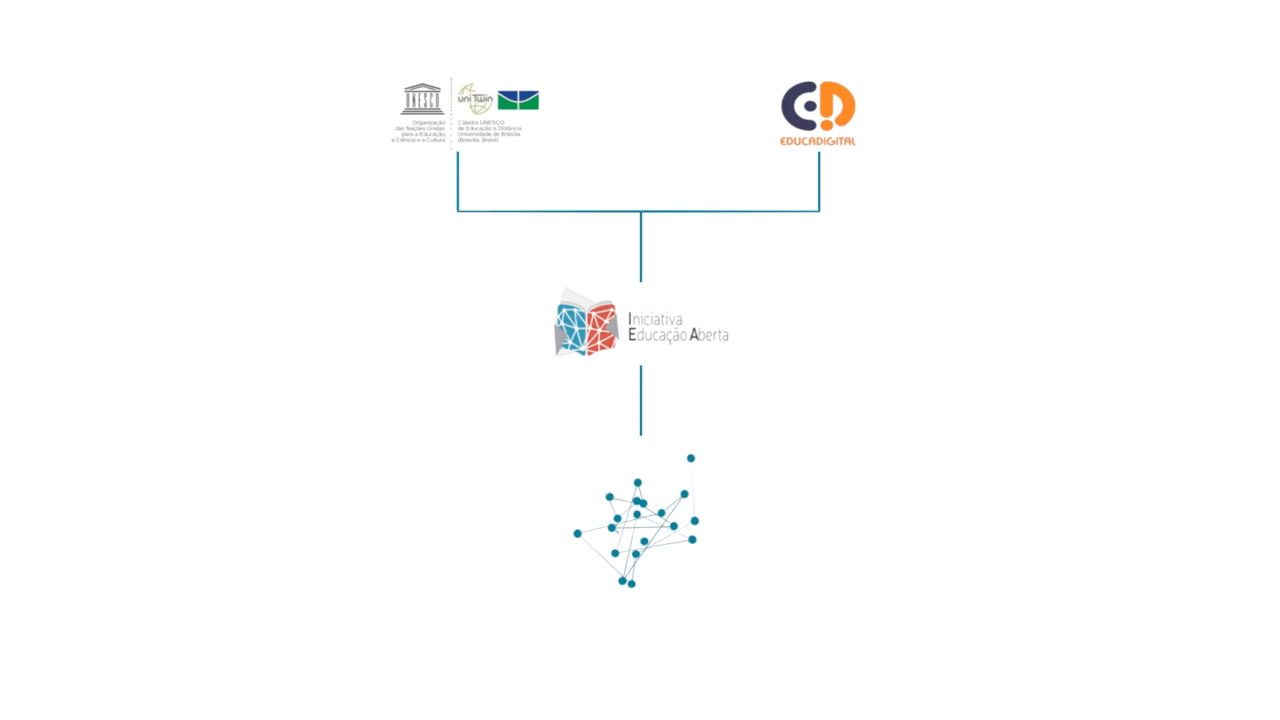 UNESCO
uniTwin
Organização
das Nações Unidas
para a Educação
a Ciência e a Cultura
Cátedra UNESCO
de Educação a Distância
Universidade de Brasília
(Brasília, Brasil)
EDUCADIGITAL
Iniciativa
Educação Aberta